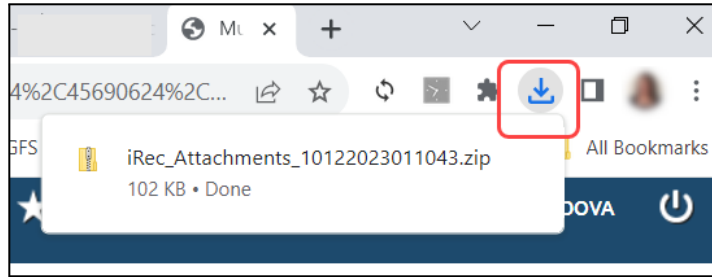 Mu
4%2C45690624%2C...
GFS
All Bookmarks
iRec_Attachments_10122023011043.zip
102 KB • Done
DOVA